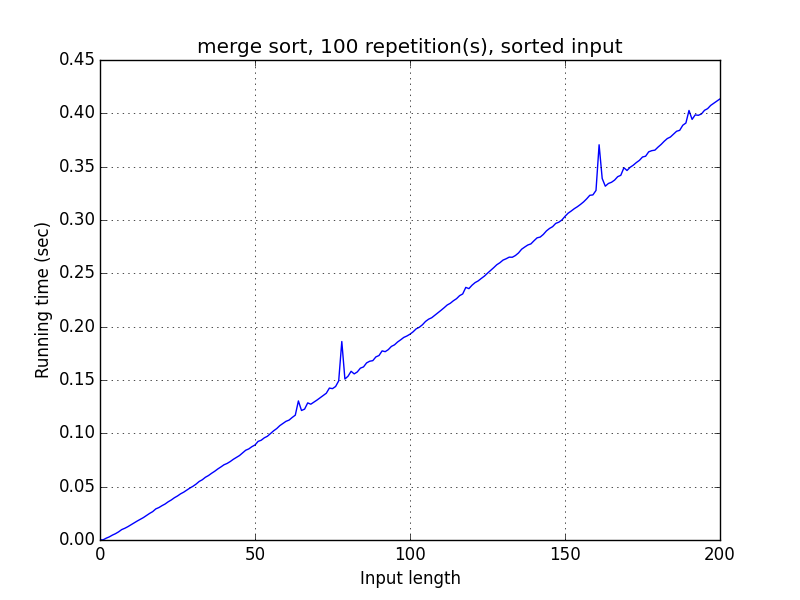 merge sort, 100 repetition(s), sorted input
0.45
0.40
0.35
0.30
0.25
0.20
0.15
0.10
0.05
0.00
Running time (sec)
0 50 100 150 200
Input length